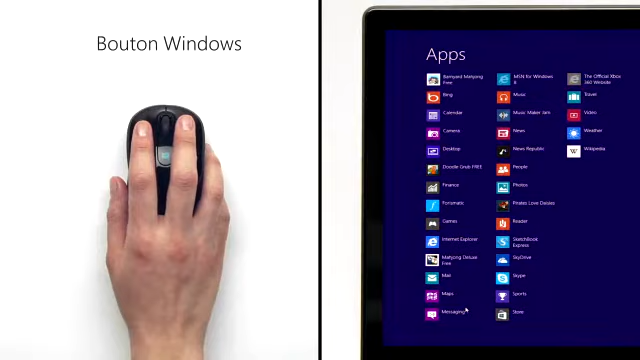 Bouton Windows
Apps
Barnyard Mahjong
Free
Bing
Calendar
Camera
Desktop
Doodle Grub FREE
Finance
Fotismatic
Games
Internet Explorer
Mahjong Deluxe
Free
Mail
Maps
Messaging
MSN for Windows
8
Music
Music Maker Jam
News
News Republic
People
Photos
Pirates Love Daisies
Reader
SketchBook
Express
SkyDrive
Skype
Sports
Store
The Official Xbox
360 Website
Travel
Video
Weather
W
Wikipedia